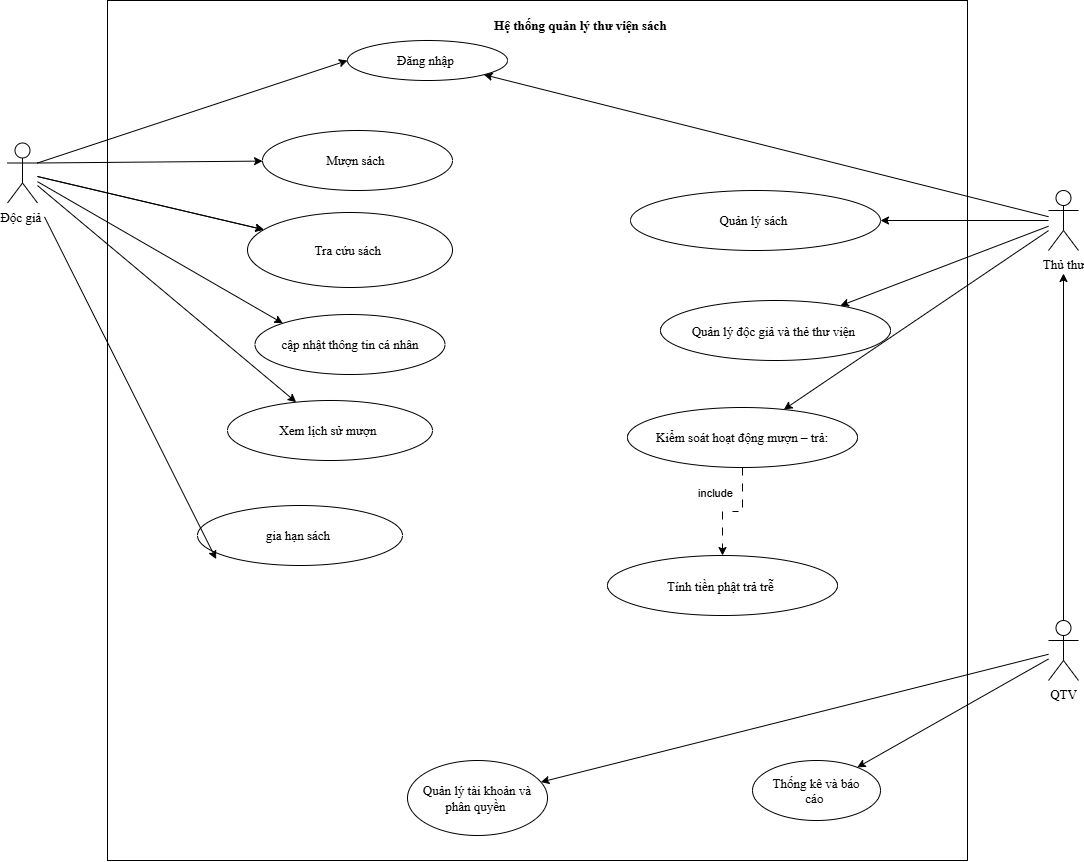 Hệ thống quản lý thư viện sách
Đăng nhập
Mượn sách
Độc giả
Tra cứu sách
Quản lý sách
Thủ thư
cập nhật thông tin cá nhân
Quản lý độc giả và thẻ thư viện
Xem lịch sử mượn
Kiểm soát hoạt động mượn – trả:
include
gia hạn sách
Tính tiền phật trả trễ
QTV
Quản lý tài khoản và
phân quyền
Thống kê và báo
cáo